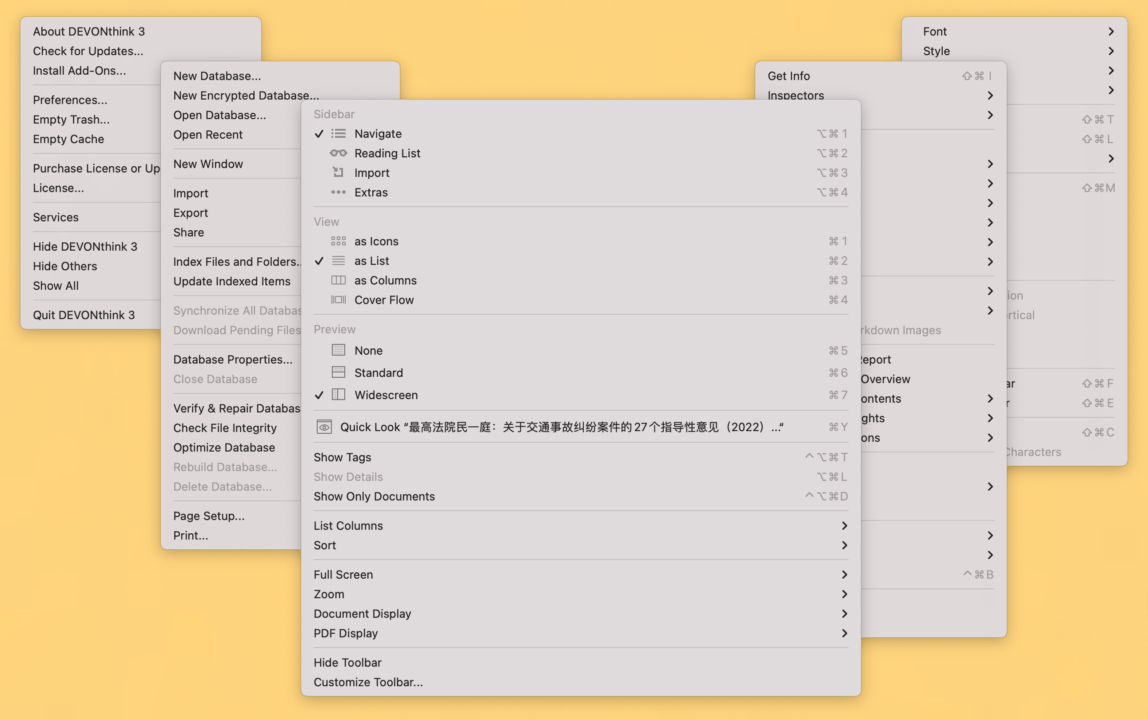 About DEVONthink 3
Check for Updates...
Install Add-Ons...
Preferences...
Empty Trash...
Empty Cache
Purchase License or Up
License...
Services
Hide DEVONthink 3
Hide Others
Show All
Quit DEVONthink 3
New Database...
New Encrypted Database...
Open Database...
Open Recent
New Window
Import
Export
Share
Index Files and Folders..
Update Indexed Items
Synchronize All Databas
Download Pending Files
Database Properties...
Close Database
Verify & Repair Databas
Check File Integrity
Optimize Database
Rebuild Database...
Delete Database...
Page Setup...
Print...
Sidebar
✓ Navigate ⌥⌘1
Reading List ⌥⌘2
Import ⌥⌘3
Extras ⌥⌘4
View
as Icons ⌘1
✓ as List ⌘2
as Columns ⌘3
Cover Flow ⌘4
Preview
None ⌘5
Standard ⌘6
✓ Widescreen ⌘7
Quick Look “最高法院民一庭：关于交通事故纠纷案件的27个指导性意见（2022）...“ ⌘Y
Show Tags ^⌥⌘T
Show Details ⌥⌘L
Show Only Documents ^⌥⌘D
List Columns
Sort
Full Screen
Zoom
Document Display
PDF Display
Hide Toolbar
Customize Toolbar...
Get Info ⇧⌘I
Inspectors
rkdown Images
eport
Overview
ontents
ghts
ons
^⌘B
Font
Style
⇧⌘T
⇧⌘L
⇧⌘M
ion
rtical
ar ⇧⌘F
r ⇧⌘E
⇧⌘C
Characters